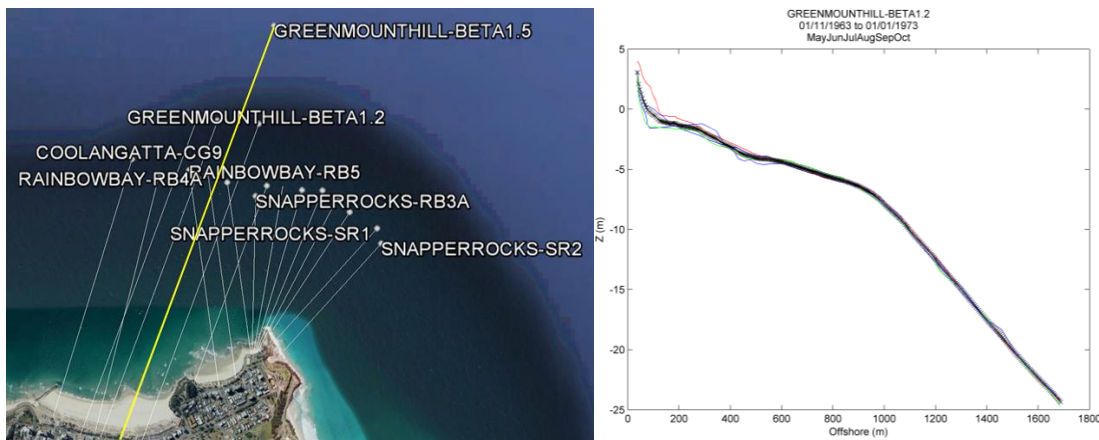 GREENMOUNTHILL-BETA1.5
GREENMOUNTHILL-BETA1.2
COOLANGATTA-CG9
RAINBOWBAY-RB4A
RAINBOWBAY-RB5
SNAPPERROCKS-RB3A
SNAPPERROCKS-SR1
SNAPPERROCKS-SR2
GREENMOUNTHILL-BETA1.2
01/11/1963 to 01/01/1973
MayJunJulAugSepOct
5
0
-5
-10
-15
-20
-25
Z (m)
0 200 400 600 800 1000 1200 1400 1600 1800
Offshore (m)